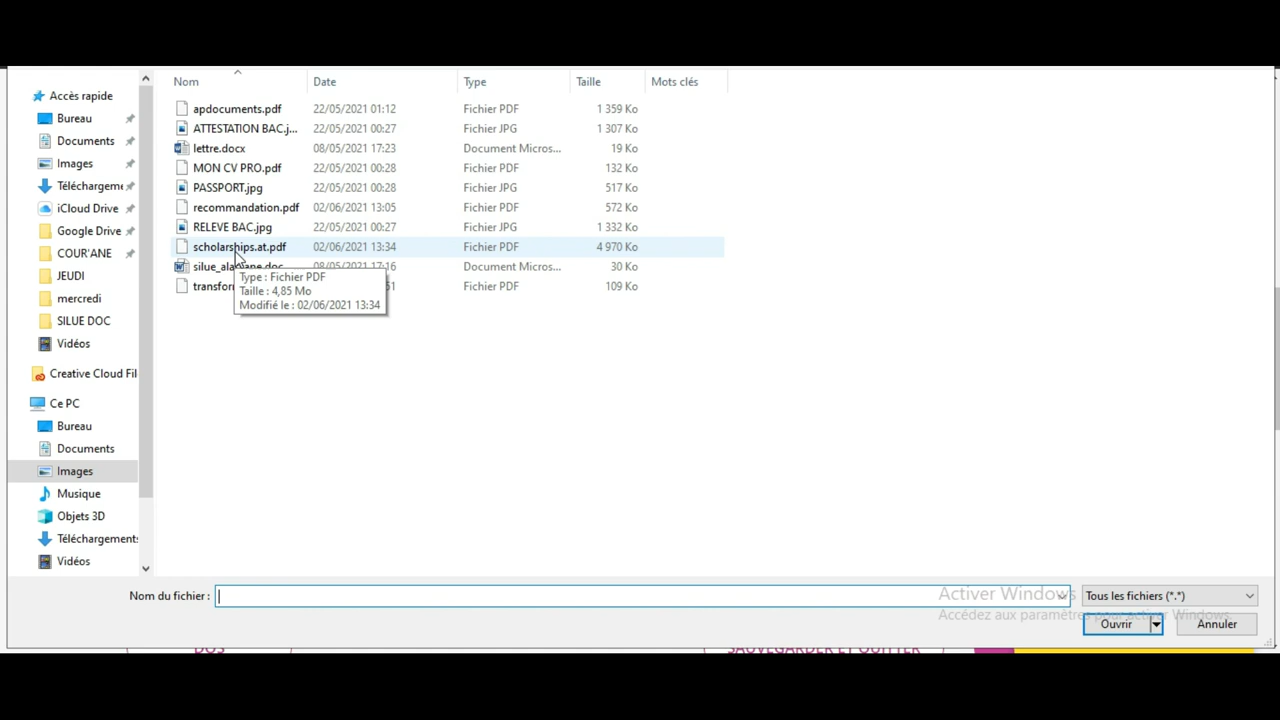 Nom Date Type Taille Mots clés
Accès rapide
Bureau
Documents
Images
Téléchargeme
iCloud Drive
Google Drive
COUR'ANE
JEUDI
mercredi
SILUE DOC
Vidéos
Creative Cloud Fil
Ce PC
Bureau
Documents
Images
Musique
Objets 3D
Téléchargements
Vidéos
apdocuments.pdf 22/05/2021 01:12 Fichier PDF 1 359 Ko
ATTESTATION BAC.j... 22/05/2021 00:27 Fichier JPG 1 307 Ko
lettre.docx 08/05/2021 17:23 Document Micros... 19 Ko
MON CV PRO.pdf 22/05/2021 00:28 Fichier PDF 132 Ko
PASSPORT.jpg 22/05/2021 00:28 Fichier JPG 517 Ko
recommandation.pdf 02/06/2021 13:05 Fichier PDF 572 Ko
RELEVE BAC.jpg 22/05/2021 00:27 Fichier JPG 1 332 Ko
scholarships.at.pdf 02/06/2021 13:34 Fichier PDF 4 970 Ko
08/05/2021 17:16 Document Micros... 30 Ko
transfor 51 Fichier PDF 109 Ko
Type : Fichier PDF
Taille : 4,85 Mo
Modifié le : 02/06/2021 13:34
Nom du fichier : Tous les fichiers (*.*)
Activer Windows
Accédez aux paramètres pour activer Windows.
Ouvrir Annuler
SAUVEGARDER ET QUITTER